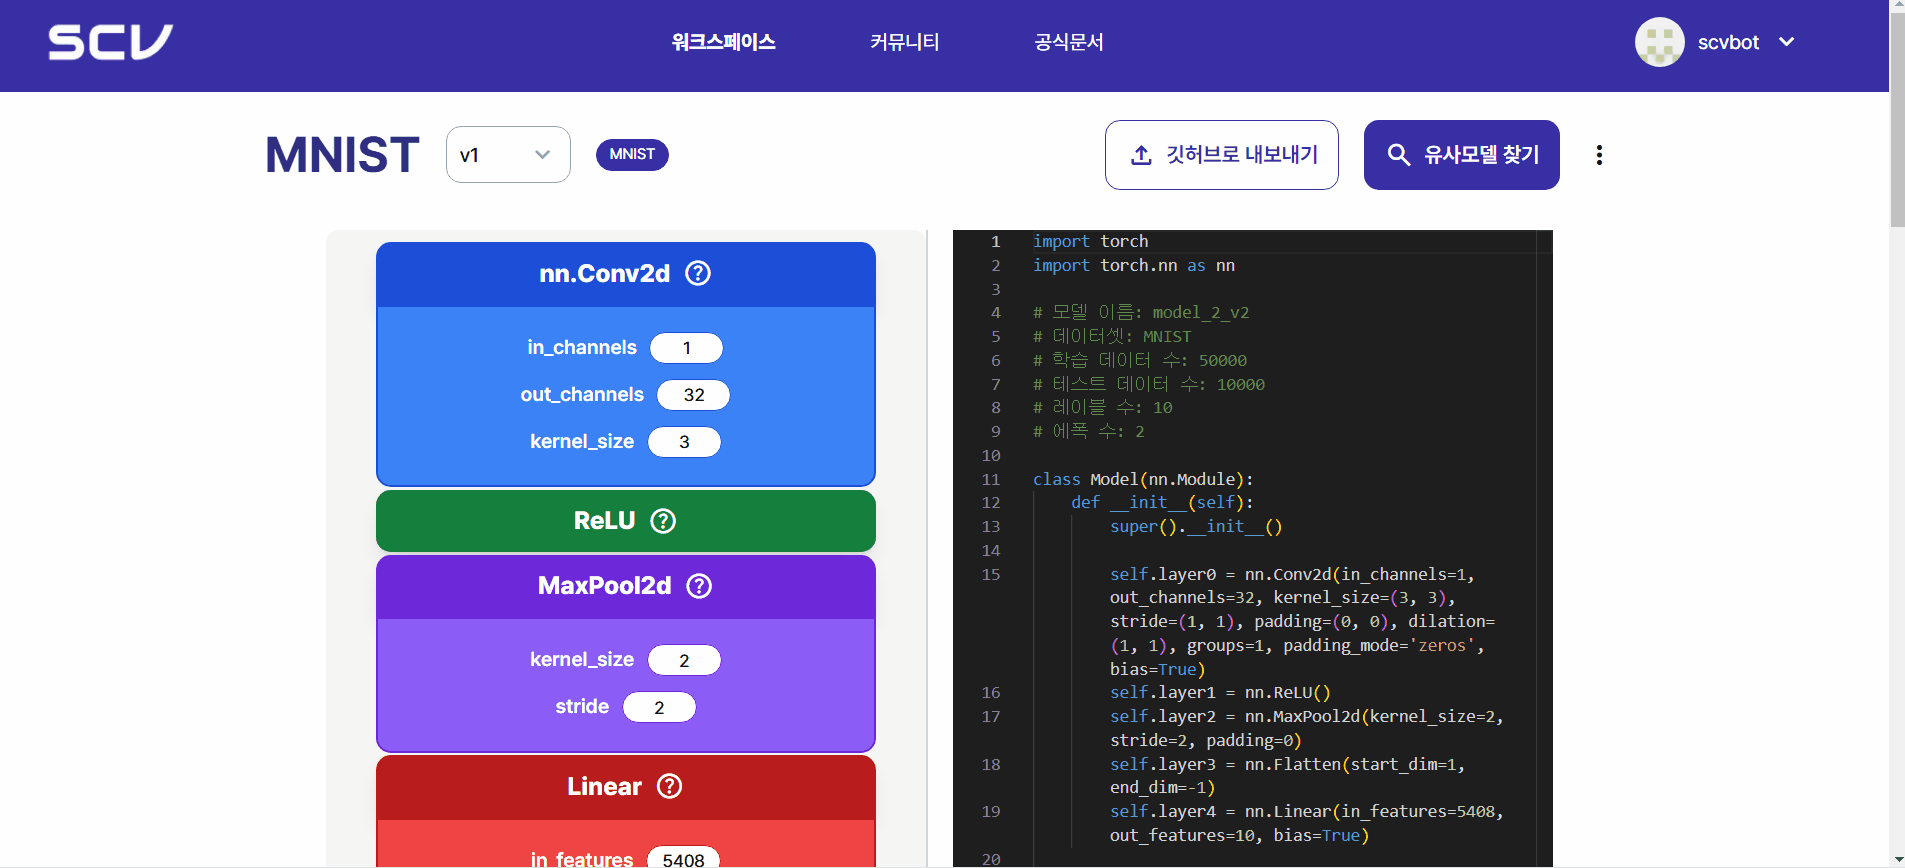 SCV
워크스페이스
커뮤니티
공식문서
scvbot
MNIST
v1
MNIST
깃허브로 내보내기
유사모델 찾기
nn.Conv2d ?
in_channels 1
out_channels 32
kernel_size 3
ReLU ?
MaxPool2d ?
kernel_size 2
stride 2
Linear ?
in_features 5408
1 import torch
2 import torch.nn as nn
3
4 # 모델 이름: model_2_v2
5 # 데이터셋: MNIST
6 # 학습 데이터 수: 50000
7 # 테스트 데이터 수: 10000
8 # 레이블 수: 10
9 # 에폭 수: 2
10
11 class Model(nn.Module):
12 def __init__(self):
13 super().__init__()
14
15 self.layer0 = nn.Conv2d(in_channels=1,
out_channels=32, kernel_size=(3, 3),
stride=(1, 1), padding=(0, 0), dilation=
(1, 1), groups=1, padding_mode='zeros',
bias=True)
16 self.layer1 = nn.ReLU()
17 self.layer2 = nn.MaxPool2d(kernel_size=2,
stride=2, padding=0)
18 self.layer3 = nn.Flatten(start_dim=1,
end_dim=-1)
19 self.layer4 = nn.Linear(in_features=5408,
out_features=10, bias=True)
20